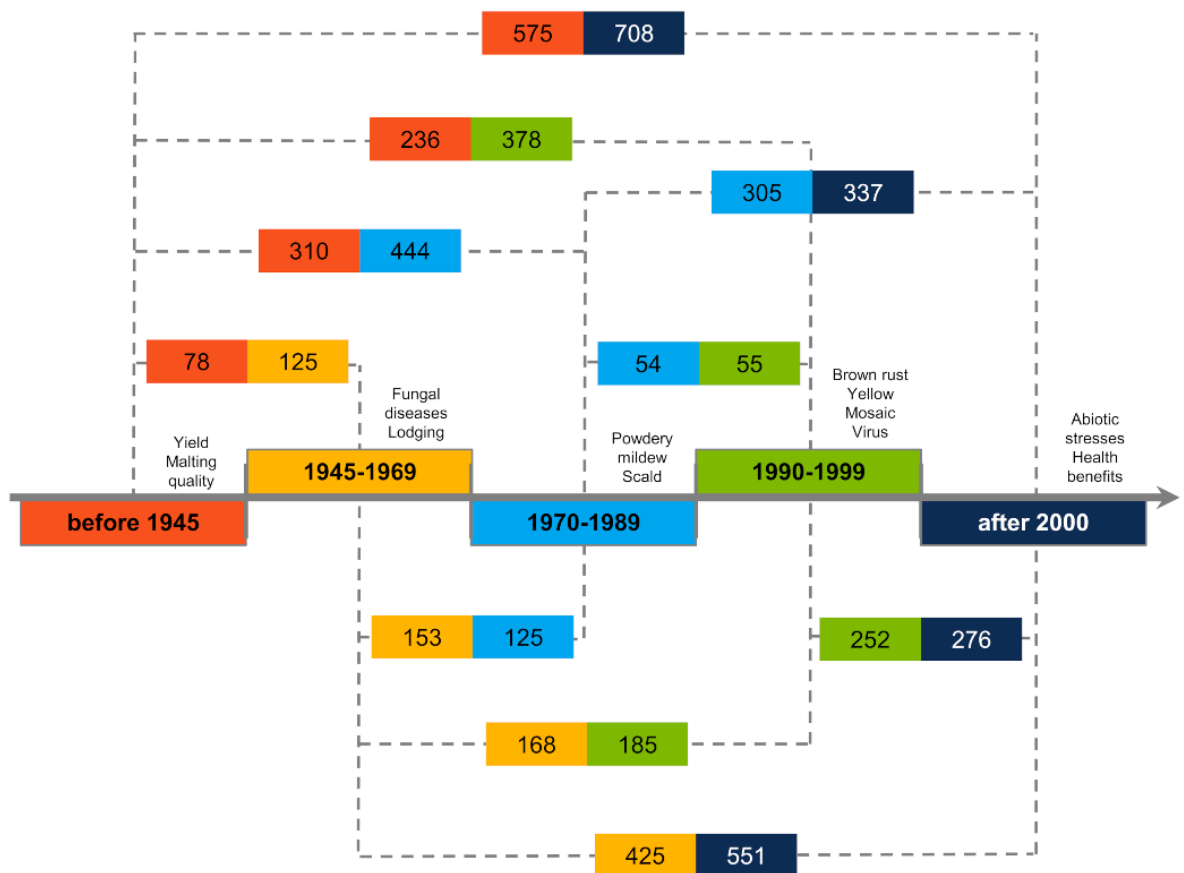 575 708
236 378
305 337
310 444
78 125
54 55
Fungal
diseases
Lodging
Brown rust
Yellow
Mosaic
Virus
Yield
Malting
quality
Powdery
mildew
Scald
Abiotic
stresses
Health
benefits
1945-1969
1990-1999
before 1945
1970-1989
after 2000
153 125
252 276
168 185
425 551